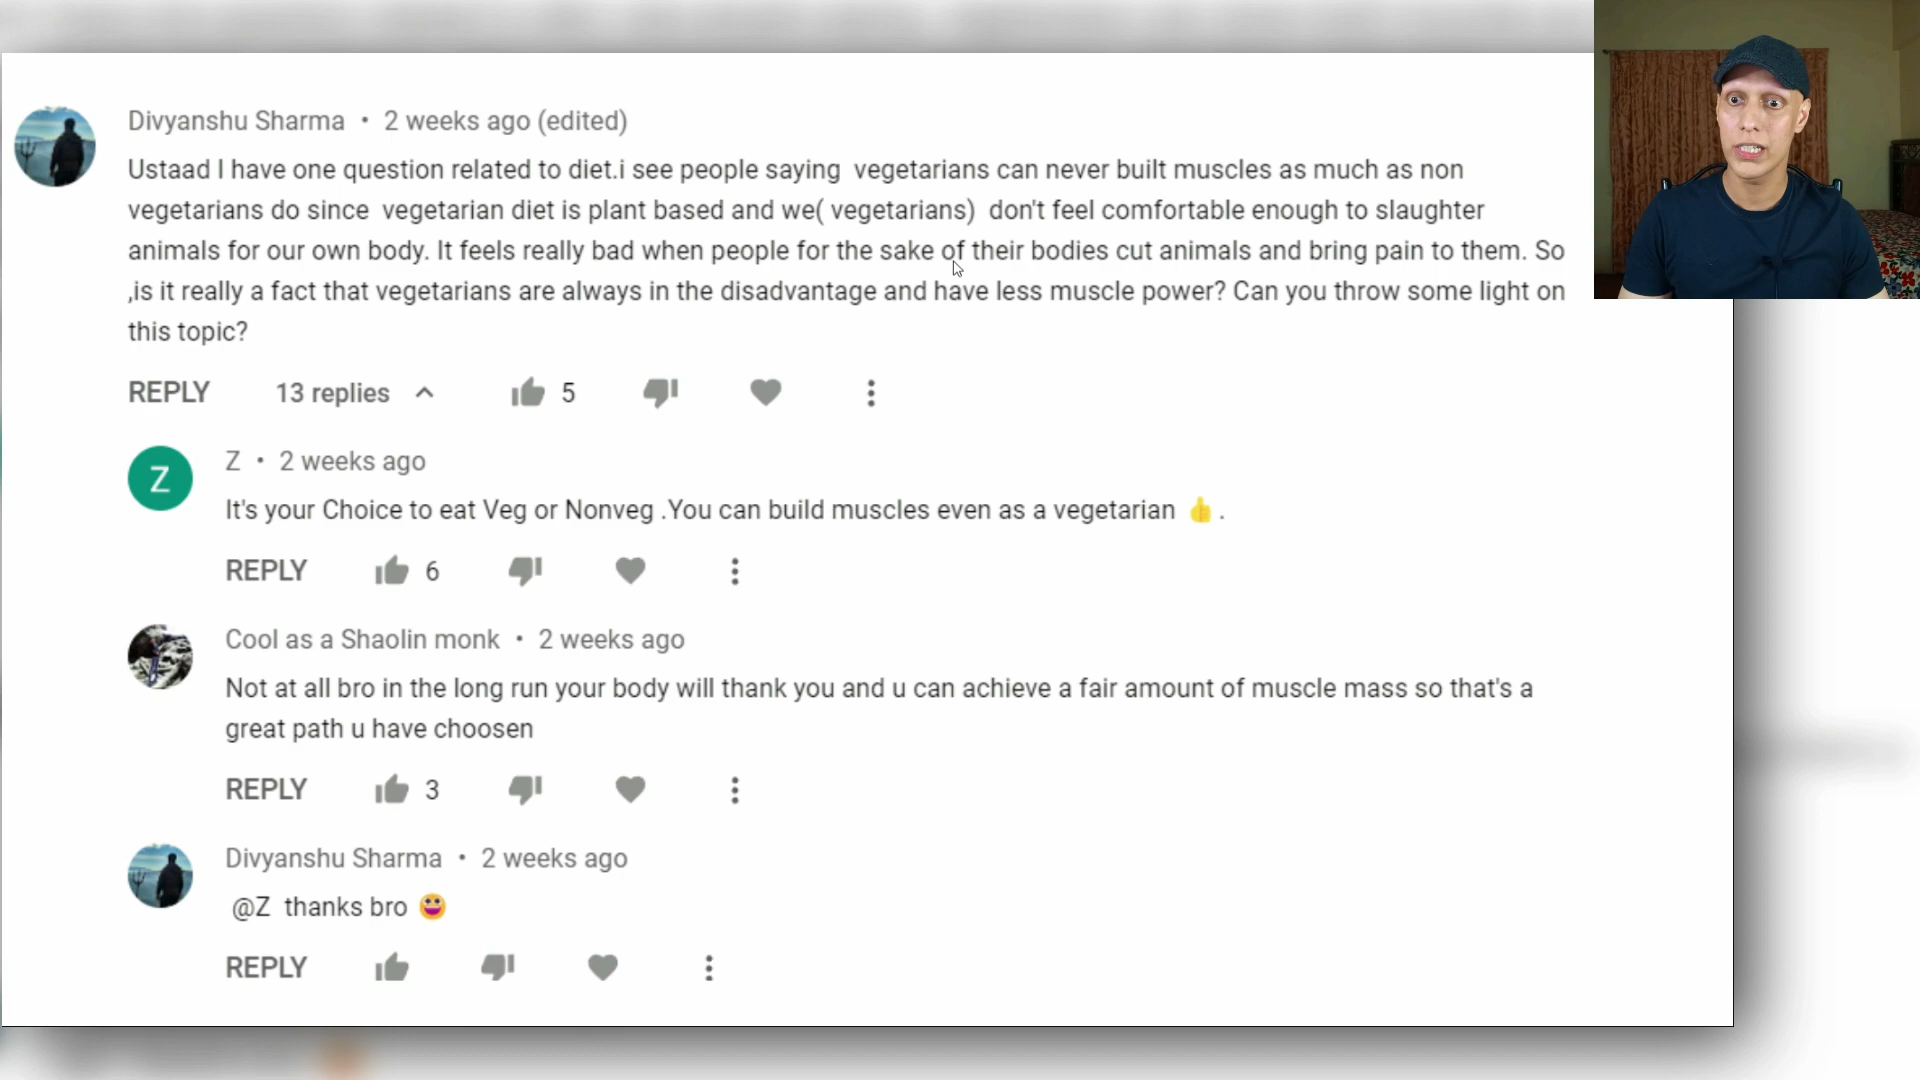 Divyanshu Sharma • 2 weeks ago (edited)
Ustaad I have one question related to diet.i see people saying  vegetarians can never built muscles as much as non
vegetarians do since  vegetarian diet is plant based and we( vegetarians)  don't feel comfortable enough to slaughter
animals for our own body. It feels really bad when people for the sake of their bodies cut animals and bring pain to them. So
,is it really a fact that vegetarians are always in the disadvantage and have less muscle power? Can you throw some light on
this topic?
REPLY 13 replies 5
Z
Z • 2 weeks ago
It's your Choice to eat Veg or Nonveg .You can build muscles even as a vegetarian 👍 .
REPLY 6
Cool as a Shaolin monk • 2 weeks ago
Not at all bro in the long run your body will thank you and u can achieve a fair amount of muscle mass so that's a
great path u have choosen
REPLY 3
Divyanshu Sharma • 2 weeks ago
@Z  thanks bro 😀
REPLY